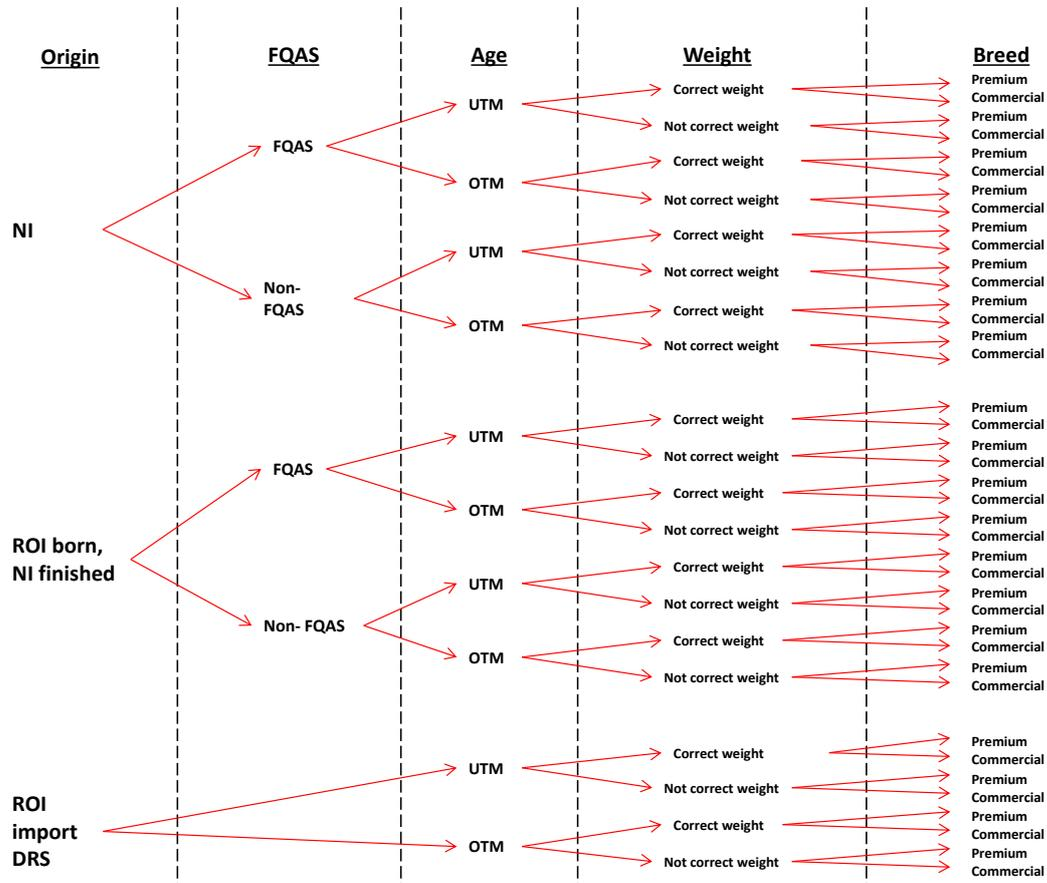 Origin FQAS Age Weight Breed
Premium
Correct weight
Commercial
UTM
Premium
Not correct weight
Commercial
FQAS
Premium
Correct weight
Commercial
OTM
Premium
Not correct weight
Commercial
NI
Premium
Correct weight
Commercial
UTM
Premium
Not correct weight
Commercial
Non-
FQAS
Premium
Correct weight
Commercial
OTM
Premium
Not correct weight
Commercial
Premium
Correct weight
Commercial
UTM
Premium
Not correct weight
Commercial
FQAS
Premium
Correct weight
Commercial
OTM
Premium
Not correct weight
Commercial
ROI born,
NI finished
Premium
Correct weight
Commercial
UTM
Premium
Not correct weight
Commercial
Non- FQAS
Premium
Correct weight
Commercial
OTM
Premium
Not correct weight
Commercial
Premium
Correct weight
Commercial
UTM
Premium
Not correct weight
Commercial
ROI
import
DRS
Premium
Correct weight
Commercial
OTM
Premium
Not correct weight
Commercial